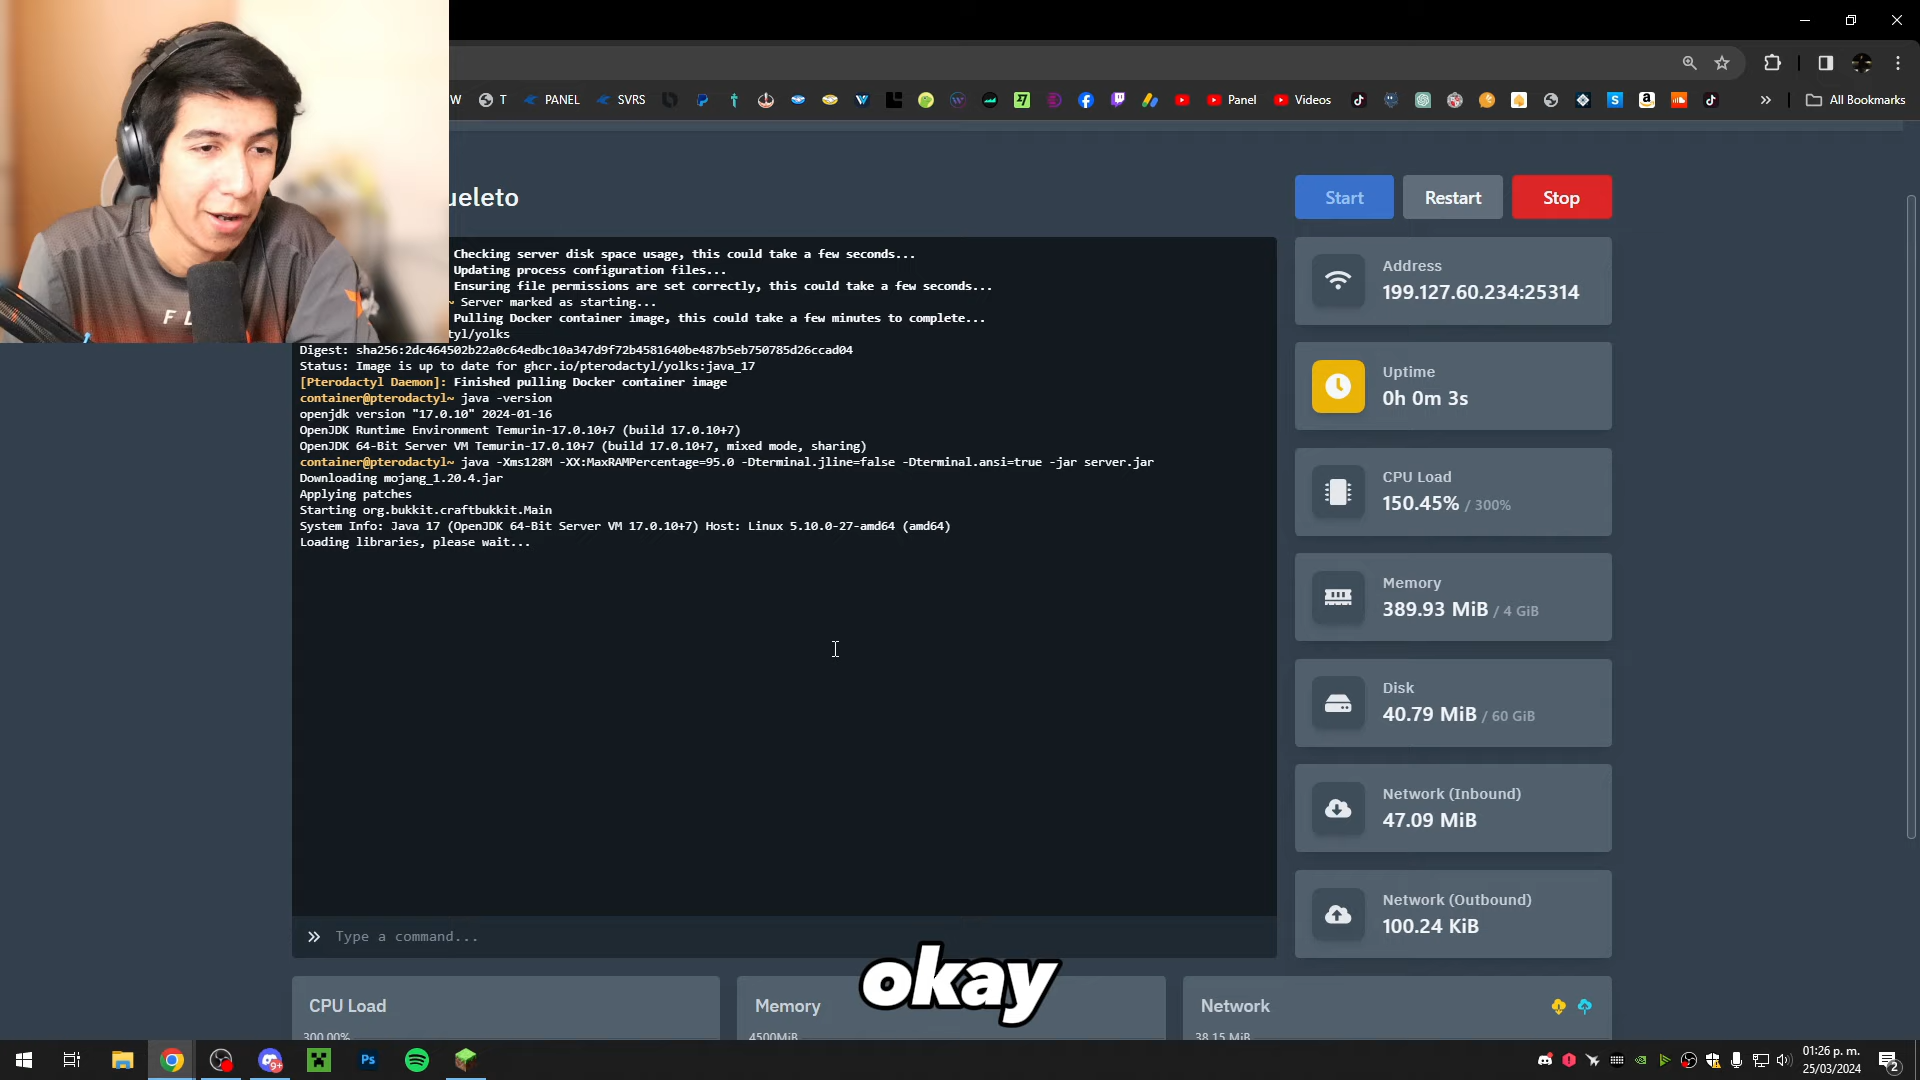 W
T
PANEL
SVRS
Panel
Videos
All Bookmarks
ueleto
Start
Restart
Stop
Checking server disk space usage, this could take a few seconds...
Updating process configuration files...
Ensuring file permissions are set correctly, this could take a few seconds...
~ Server marked as starting...
Pulling Docker container image, this could take a few minutes to complete...
tyl/yolks
Digest: sha256:2dc464502b22a0c64edbc10a347d9f72b4581640be487b5eb750785d26ccad04
Status: Image is up to date for ghcr.io/pterodactyl/yolks:java_17
[Pterodactyl Daemon]: Finished pulling Docker container image
container@pterodactyl~ java -version
openjdk version "17.0.10" 2024-01-16
OpenJDK Runtime Environment Temurin-17.0.10+7 (build 17.0.10+7)
OpenJDK 64-Bit Server VM Temurin-17.0.10+7 (build 17.0.10+7, mixed mode, sharing)
container@pterodactyl~ java -Xms128M -XX:MaxRAMPercentage=95.0 -Dterminal.jline=false -Dterminal.ansi=true -jar server.jar
Downloading mojang_1.20.4.jar
Applying patches
Starting org.bukkit.craftbukkit.Main
System Info: Java 17 (OpenJDK 64-Bit Server VM 17.0.10+7) Host: Linux 5.10.0-27-amd64 (amd64)
Loading libraries, please wait...
Type a command...
Address
199.127.60.234:25314
Uptime
0h 0m 3s
CPU Load
150.45% / 300%
Memory
389.93 MiB / 4 GiB
Disk
40.79 MiB / 60 GiB
Network (Inbound)
47.09 MiB
Network (Outbound)
100.24 KiB
okay
CPU Load
300.00%
Memory
4500MiB
Network
38.15 MiB
Ps
9+
01:26 p. m.
25/03/2024
2